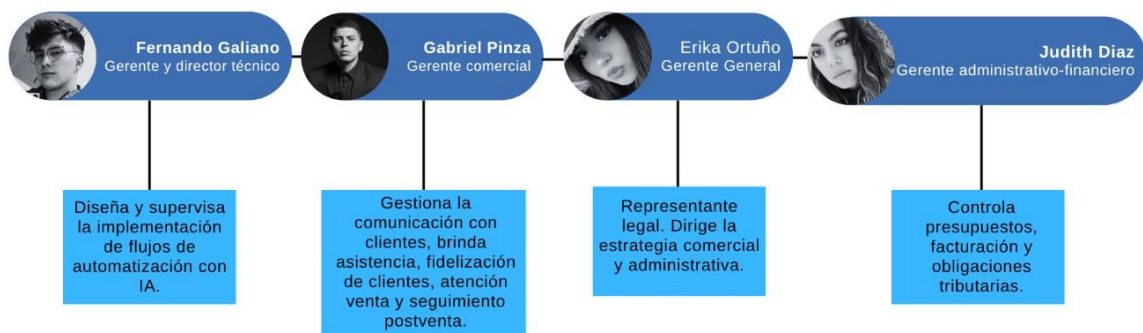 Fernando Galiano
Gerente y director técnico
Gabriel Pinza
Gerente comercial
Erika Ortuño
Gerente General
Judith Diaz
Gerente administrativo-financiero
Diseña y supervisa
la implementación
de flujos de
automatización con
IA.
Gestiona la
comunicación con
clientes, brinda
asistencia, fidelización
de clientes, atención
venta y seguimiento
postventa.
Representante
legal. Dirige la
estrategia comercial
y administrativa.
Controla
presupuestos,
facturación y
obligaciones
tributarias.